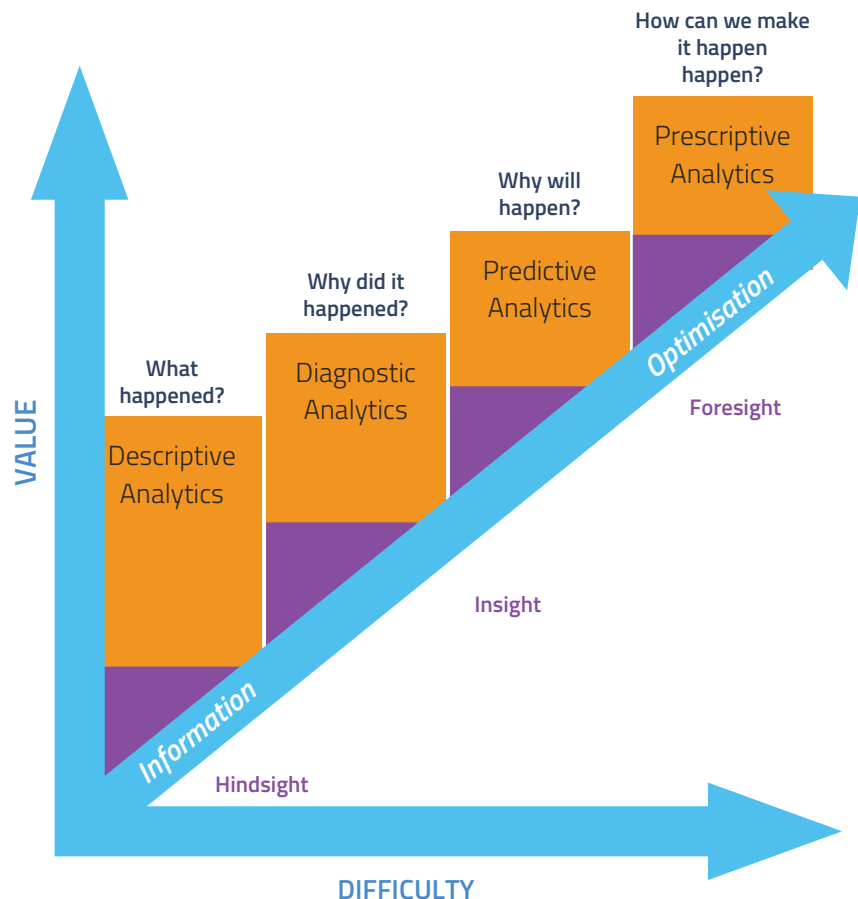 How can we make
it happen
happen?
Prescriptive
Analytics
Why will
happen?
Predictive
Analytics
Why did it
happened?
Diagnostic
Analytics
What
happened?
Descriptive
Analytics
VALUE
Optimisation
Foresight
Insight
Information
Hindsight
DIFFICULTY